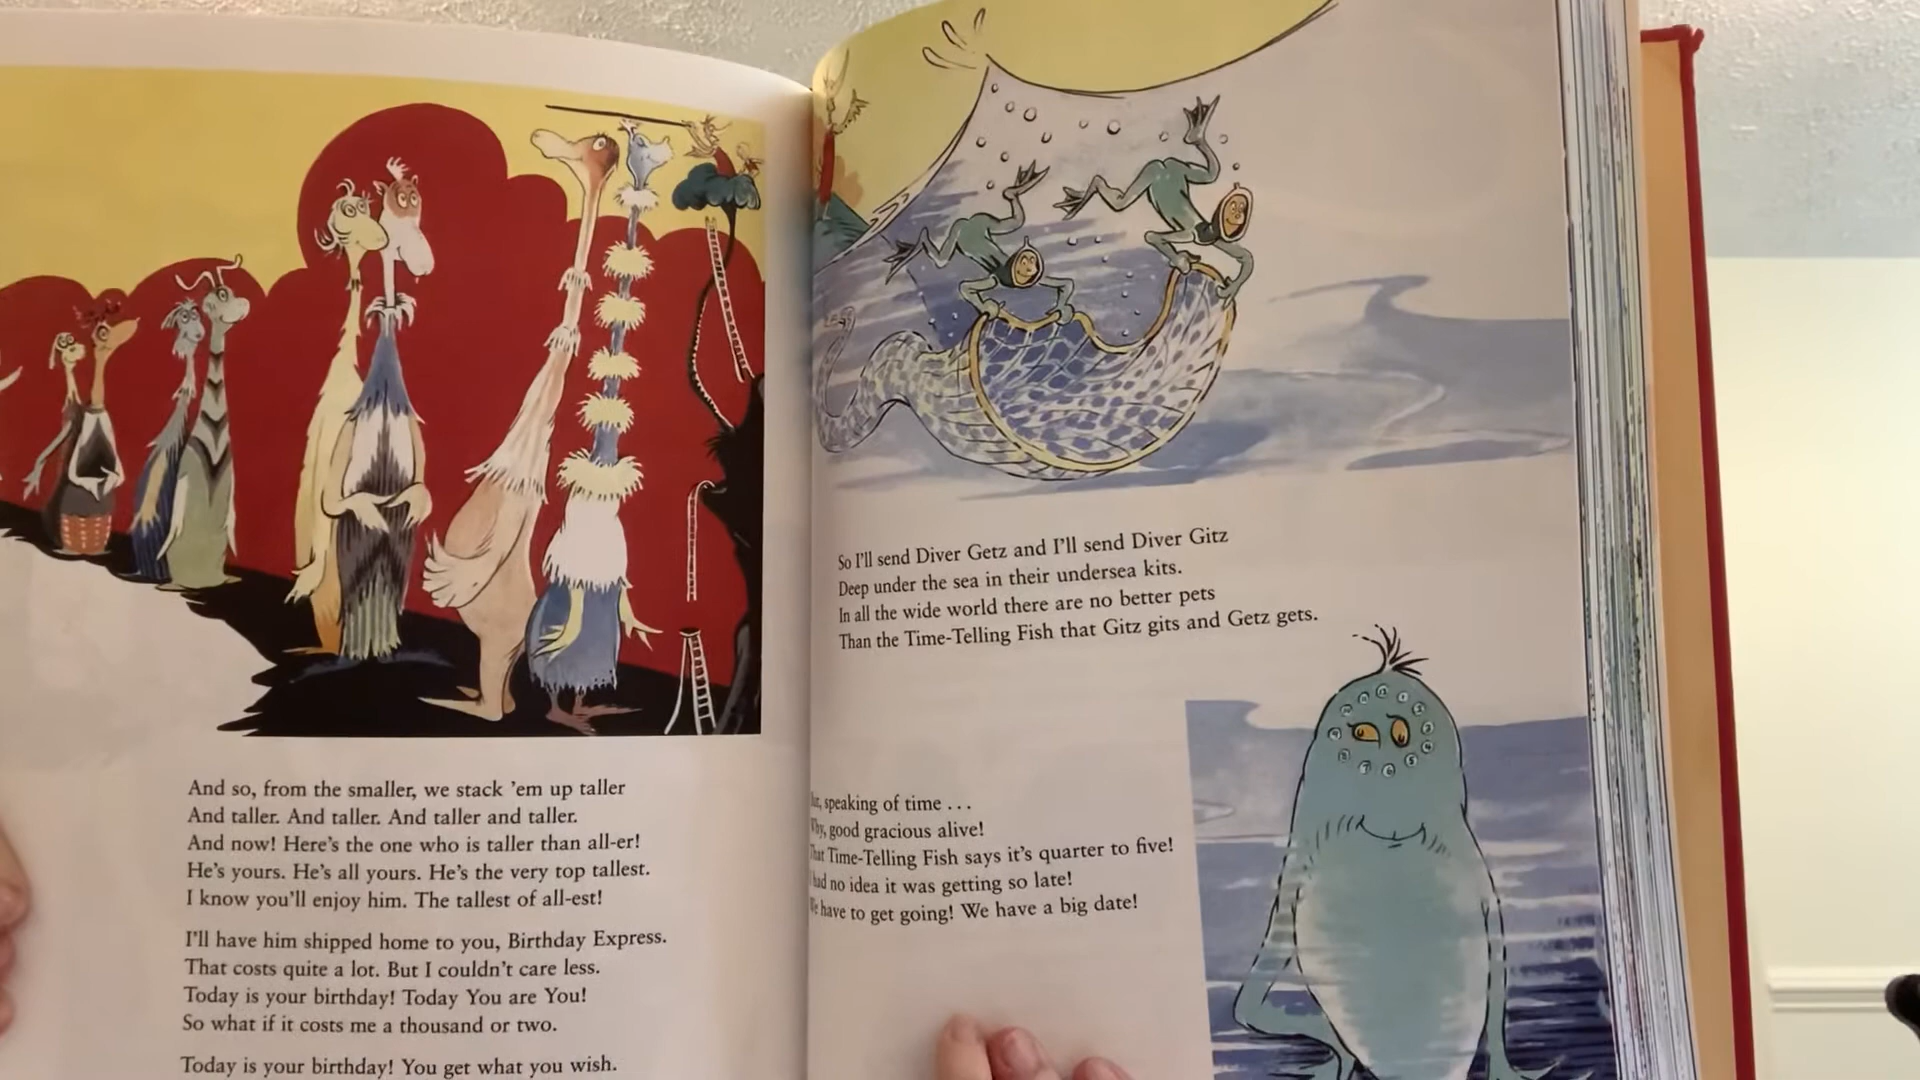 And so, from the smaller, we stack ’em up taller
And taller. And taller. And taller and taller.
And now! Here’s the one who is taller than all-er!
He’s yours. He’s all yours. He’s the very top tallest.
I know you’ll enjoy him. The tallest of all-est!
I’ll have him shipped home to you, Birthday Express.
That costs quite a lot. But I couldn’t care less.
Today is your birthday! Today You are You!
So what if it costs me a thousand or two.
Today is your birthday! You get what you wish.
So I’ll send Diver Getz and I’ll send Diver Gitz
Deep under the sea in their undersea kits.
In all the wide world there are no better pets
Than the Time-Telling Fish that Gitz gits and Getz gets.
speaking of time . . .
Why, good gracious alive!
That Time-Telling Fish says it’s quarter to five!
had no idea it was getting so late!
We have to get going! We have a big date!